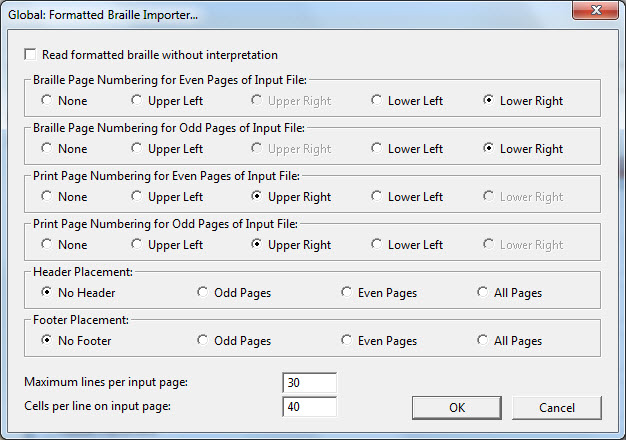 Global: Formatted Braille Importer...
Read formatted braille without interpretation
Braille Page Numbering for Even Pages of Input File:
None Upper Left Upper Right Lower Left Lower Right
Braille Page Numbering for Odd Pages of Input File:
None Upper Left Upper Right Lower Left Lower Right
Print Page Numbering for Even Pages of Input File:
None Upper Left Upper Right Lower Left Lower Right
Print Page Numbering for Odd Pages of Input File:
None Upper Left Upper Right Lower Left Lower Right
Header Placement:
No Header Odd Pages Even Pages All Pages
Footer Placement:
No Footer Odd Pages Even Pages All Pages
Maximum lines per input page: 30
Cells per line on input page: 40
OK Cancel